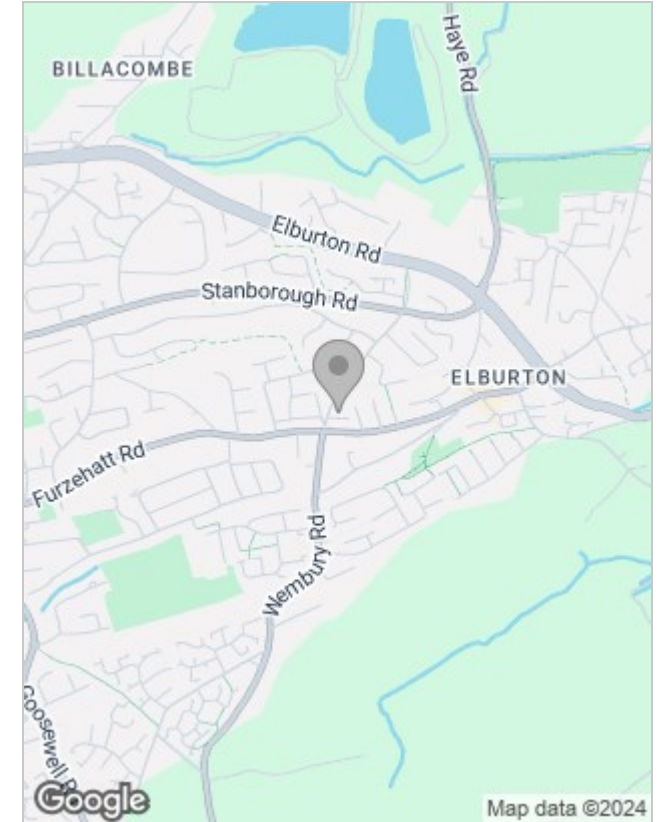 BILLACOMBE
Haye Rd
Elburton Rd
Stanborough Rd
ELBURTON
Furzehatt Rd
Wembury Rd
Goosewell R
Google
Map data ©2024